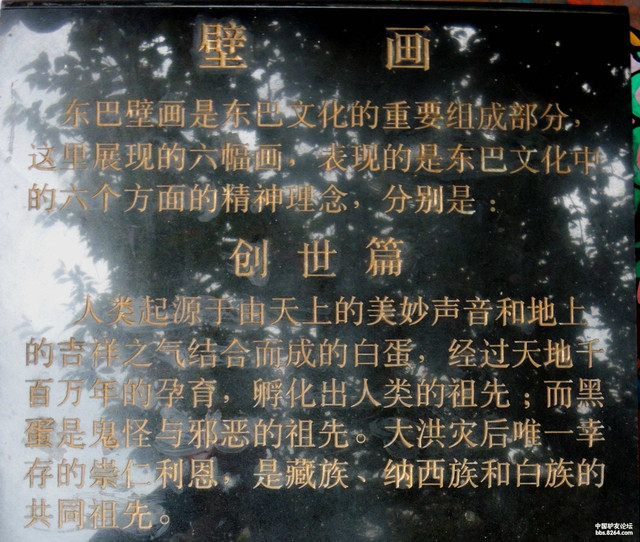 壁 画
东巴壁画是东巴文化的重要组成部分，
这里展现的六幅画，表现的是东巴文化中
的六个方面的精神理念，分别是：
创 世 篇
人类起源于由天上的美妙声音和地上
的吉祥之气结合而成的白蛋，经过天地千
百万年的孕育，孵化出人类的祖先；而黑
蛋是鬼怪与邪恶的祖先。大洪灾后唯一幸
存的崇仁利恩，是藏族、纳西族和白族的
共同祖先。
中国驴友论坛
bbs.8264.com